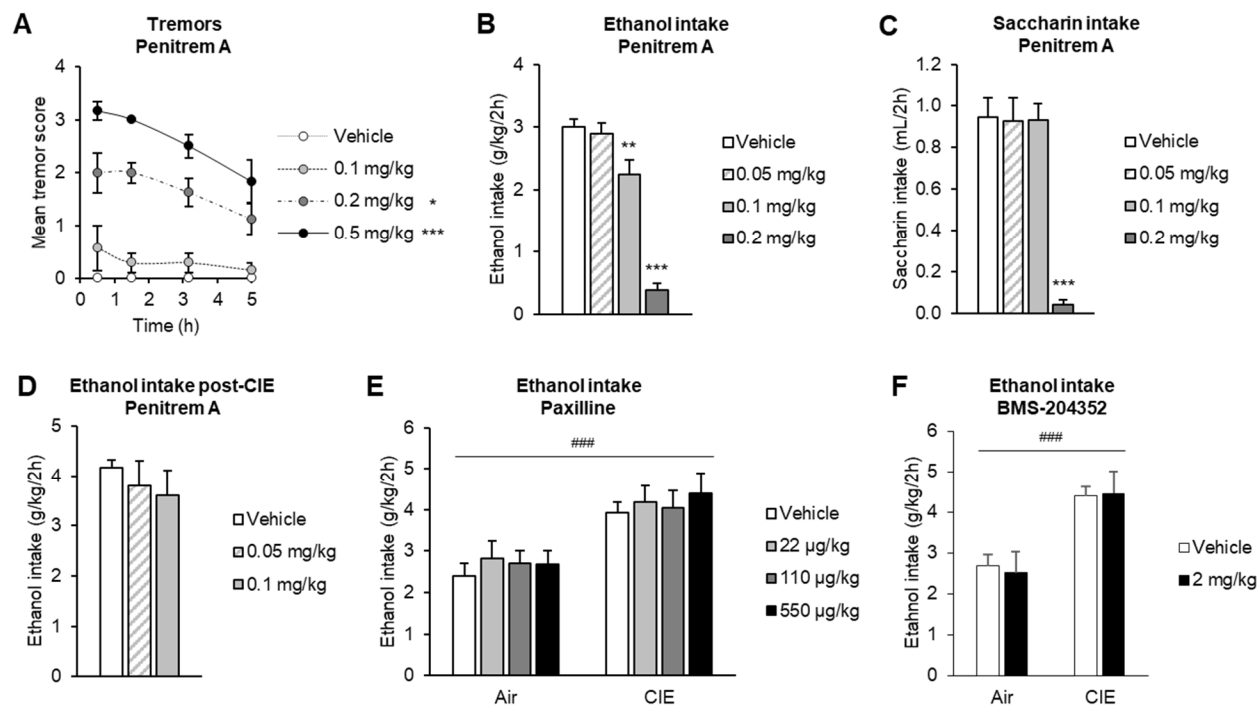 A
Tremors
Penitrem A
Mean tremor score
4
3
2
1
0
0 1 2 3 4 5
Time (h)
Vehicle
0.1 mg/kg
0.2 mg/kg *
0.5 mg/kg ***
B
Ethanol intake
Penitrem A
Ethanol intake (g/kg/2h)
4
3
2
1
0
**
***
Vehicle
0.05 mg/kg
0.1 mg/kg
0.2 mg/kg
C
Saccharin intake
Penitrem A
Saccharin intake (mL/2h)
1.2
1.0
0.8
0.6
0.4
0.2
0.0
***
Vehicle
0.05 mg/kg
0.1 mg/kg
0.2 mg/kg
D
Ethanol intake post-CIE
Penitrem A
Ethanol intake (g/kg/2h)
5
4
3
2
1
0
Vehicle
0.05 mg/kg
0.1 mg/kg
E
Ethanol intake
Paxilline
Ethanol intake (g/kg/2h)
6
5
4
3
2
1
0
###
Air CIE
Vehicle
22 µg/kg
110 µg/kg
550 µg/kg
F
Ethanol intake
BMS-204352
Etahnol intake (g/kg/2h)
6
5
4
3
2
1
0
###
Air CIE
Vehicle
2 mg/kg